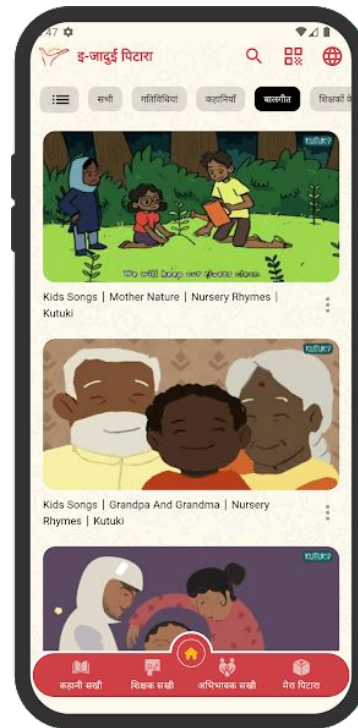 :47
इ-जादुई पिटारा
सभी गतिविधियां कहानियाँ बालगीत शिक्षकों के
KUTUKI
We will keep our rivers clean
Kids Songs | Mother Nature | Nursery Rhymes |
Kutuki
KUTUKI
Kids Songs | Grandpa And Grandma | Nursery
Rhymes | Kutuki
KUTUKI
कहानी सखी शिक्षक सखी अभिभावक सखी मेरा पिटारा